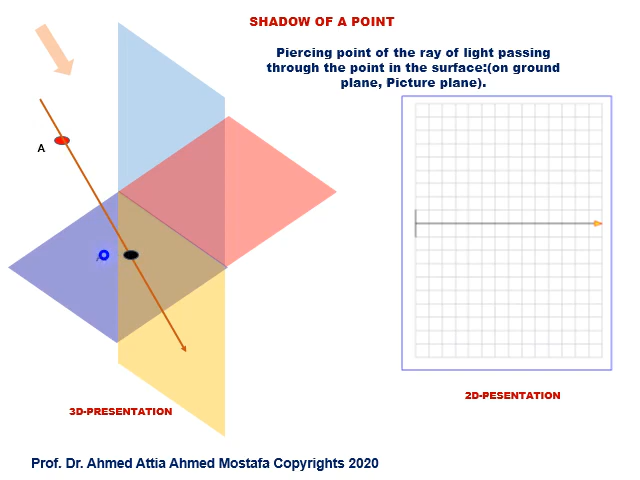 SHADOW OF A POINT
Piercing point of the ray of light passing
through the point in the surface:(on ground
plane, Picture plane).
A
3D-PRESENTATION
2D-PESENTATION
Prof. Dr. Ahmed Attia Ahmed Mostafa Copyrights 2020